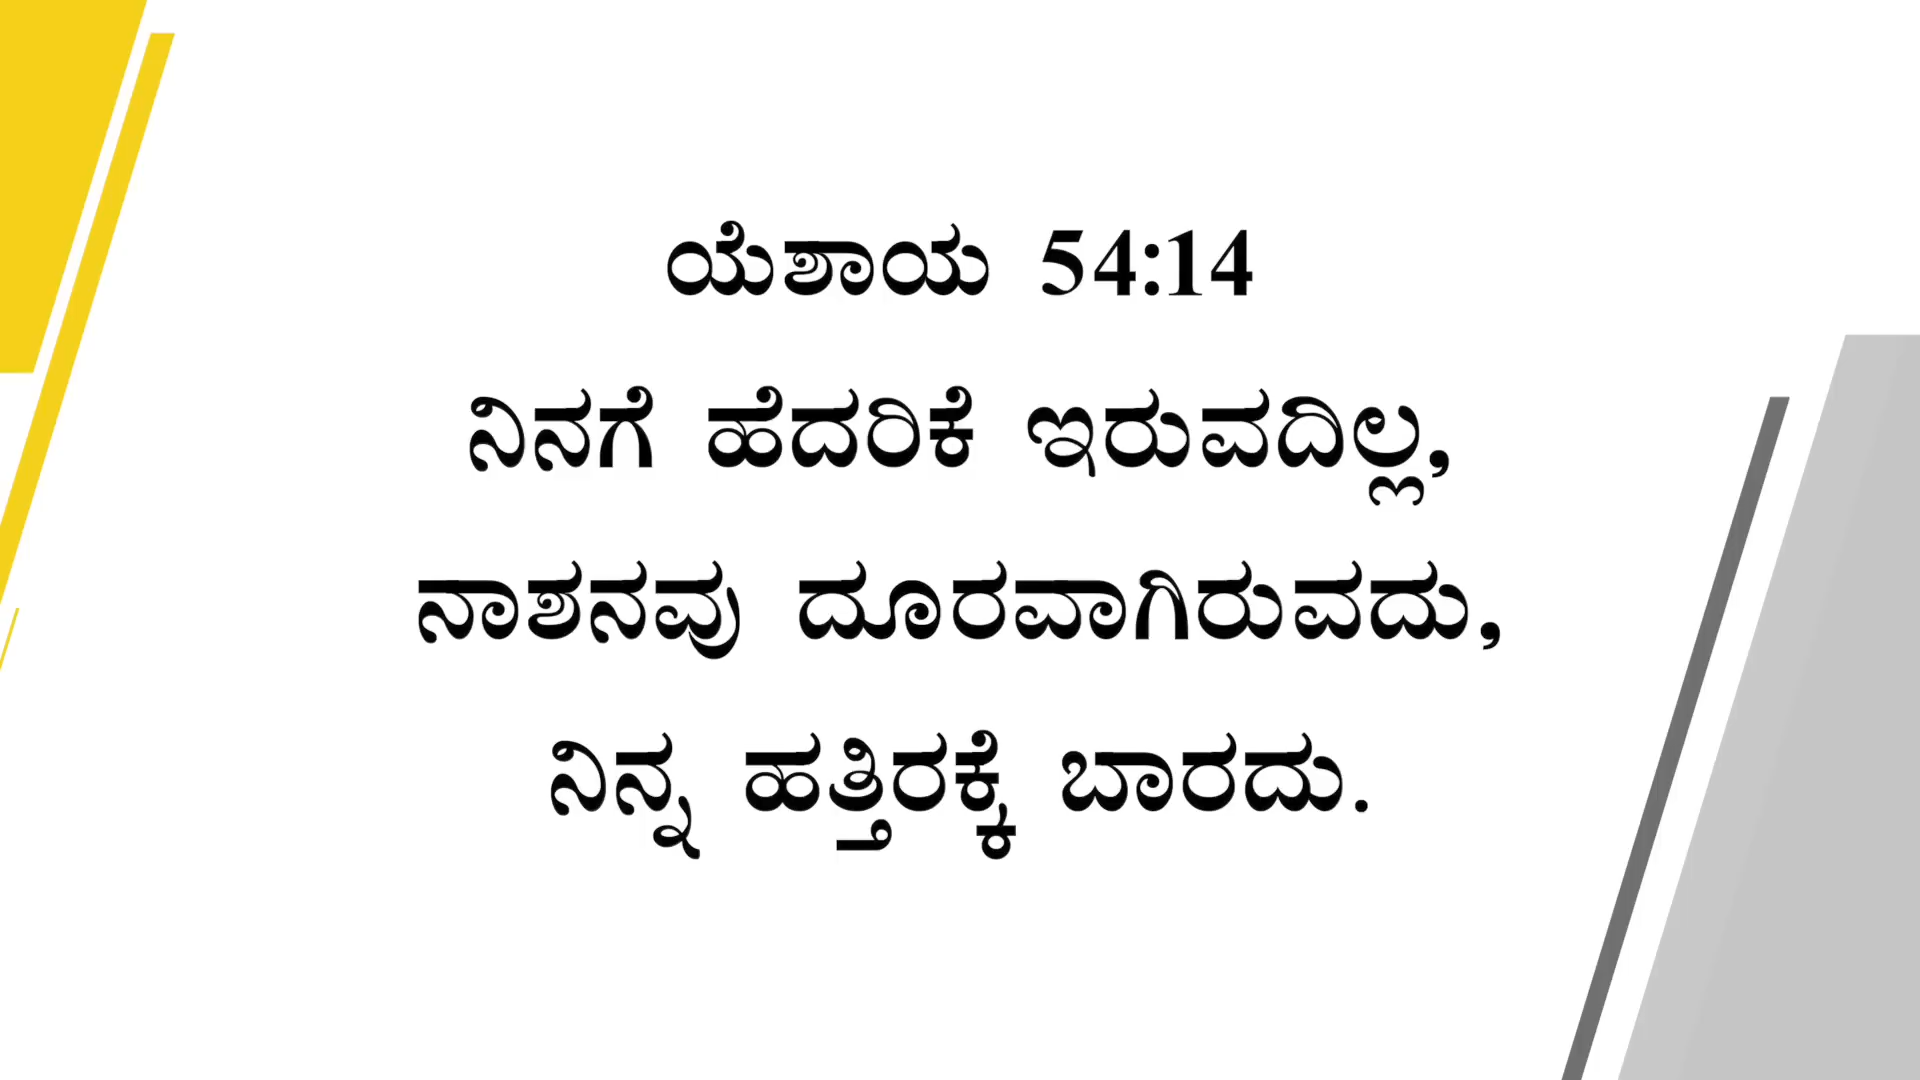 ಯೆಶಾಯ 54:14
ನಿನಗೆ ಹೆದರಿಕೆ ಇರುವದಿಲ್ಲ,
ನಾಶನವು ದೂರವಾಗಿರುವದು,
ನಿನ್ನ ಹತ್ತಿರಕ್ಕೆ ಬಾರದು.